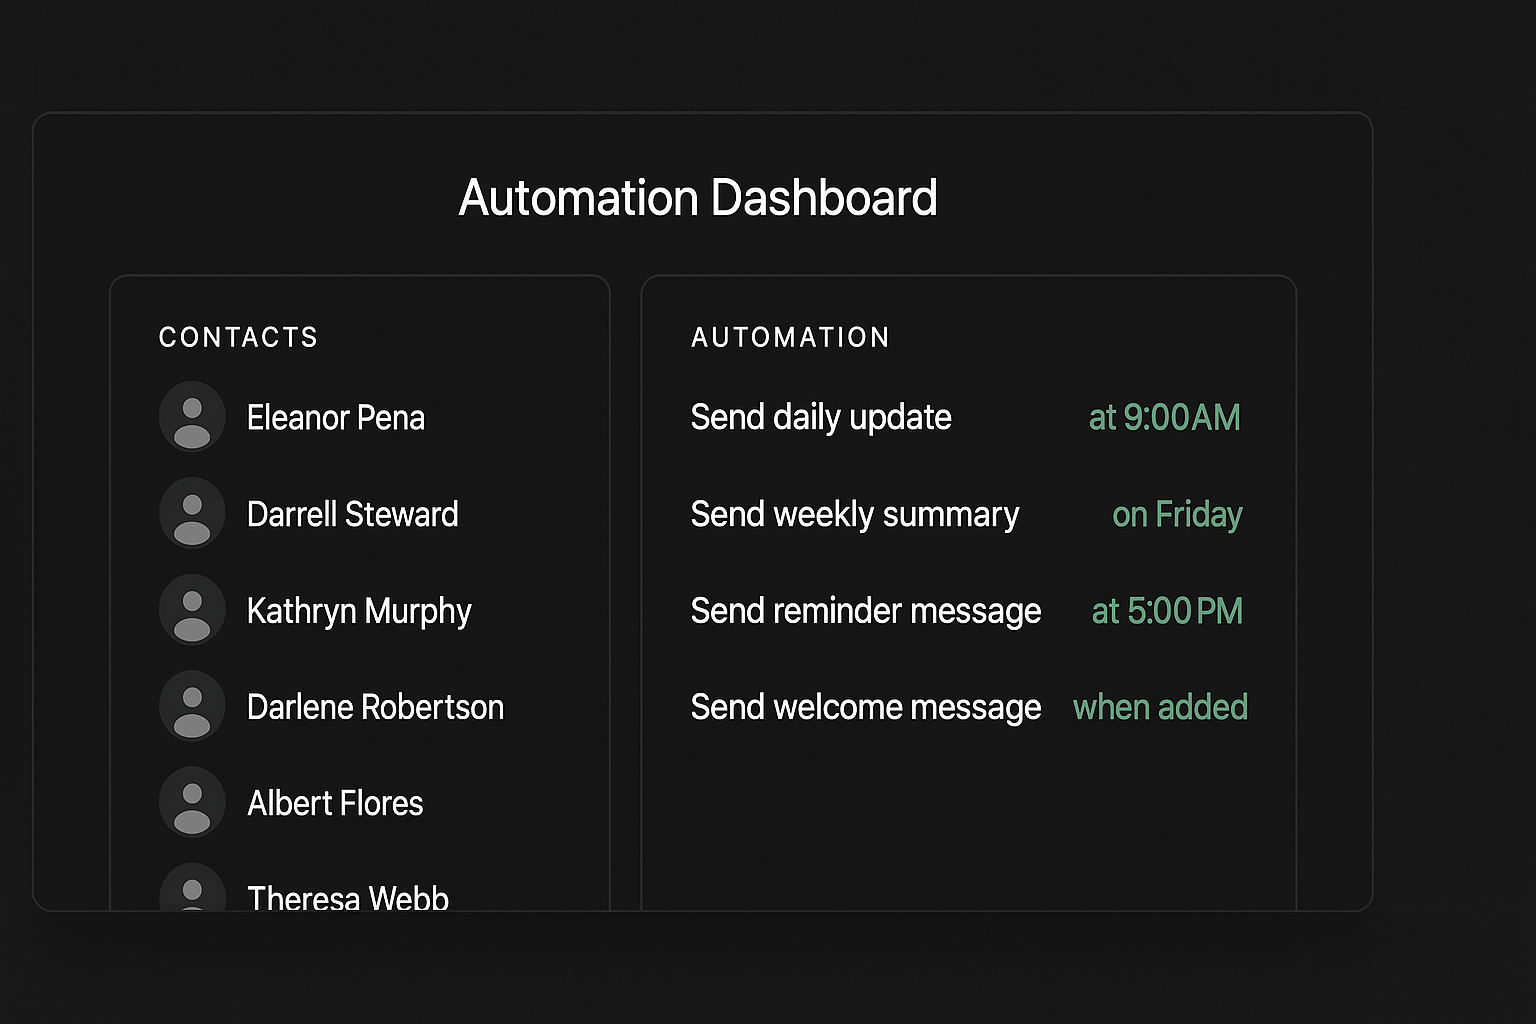 Automation Dashboard
CONTACTS
Eleanor Pena
Darrell Steward
Kathryn Murphy
Darlene Robertson
Albert Flores
Theresa Webb
AUTOMATION
Send daily update at 9:00 AM
Send weekly summary on Friday
Send reminder message at 5:00 PM
Send welcome message when added